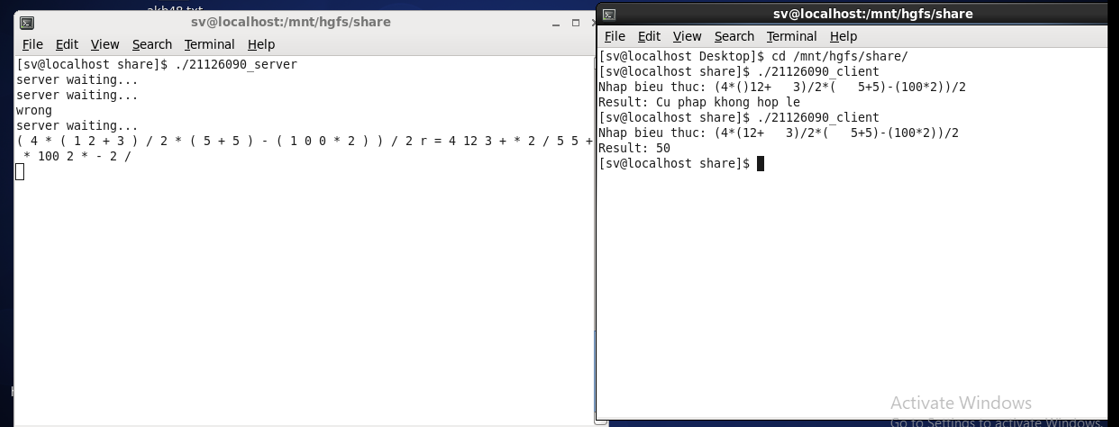 akb48.txt
sv@localhost:/mnt/hgfs/share
File Edit View Search Terminal Help
[sv@localhost share]$ ./21126090_server
server waiting...
server waiting...
wrong
server waiting...
( 4 * ( 1 2 + 3 ) / 2 * ( 5 + 5 ) - ( 1 0 0 * 2 ) ) / 2 r = 4 12 3 + * 2 / 5 5 +
* 100 2 * - 2 /
sv@localhost:/mnt/hgfs/share
File Edit View Search Terminal Help
[sv@localhost Desktop]$ cd /mnt/hgfs/share/
[sv@localhost share]$ ./21126090_client
Nhap bieu thuc: (4*()12+   3)/2*(   5+5)-(100*2))/2
Result: Cu phap khong hop le
[sv@localhost share]$ ./21126090_client
Nhap bieu thuc: (4*(12+   3)/2*(   5+5)-(100*2))/2
Result: 50
[sv@localhost share]$
Activate Windows
Go to Settings to activate Windows.